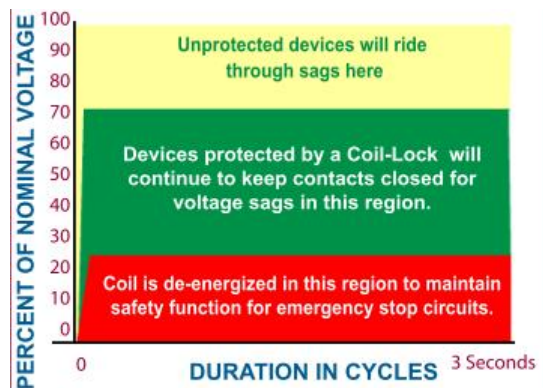 PERCENT OF NOMINAL VOLTAGE
100
90
80
70
60
50
40
30
20
10
0
Unprotected devices will ride
through sags here
Devices protected by a Coil-Lock will
continue to keep contacts closed for
voltage sags in this region.
Coil is de-energized in this region to maintain
safety function for emergency stop circuits.
0
DURATION IN CYCLES
3 Seconds